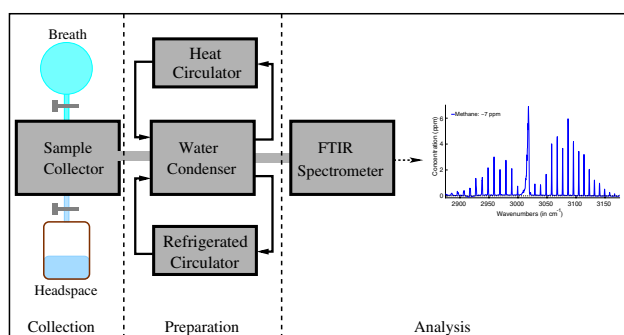 Breath
Sample
Collector
Headspace
Collection
Heat
Circulator
Water
Condenser
Refrigerated
Circulator
Preparation
FTIR
Spectrometer
Analysis
Methane: ~7 ppm
Concentration (ppm)
6
4
2
0
2900 2950 3000 3050 3100 3150
Wavenumbers (in cm⁻¹)